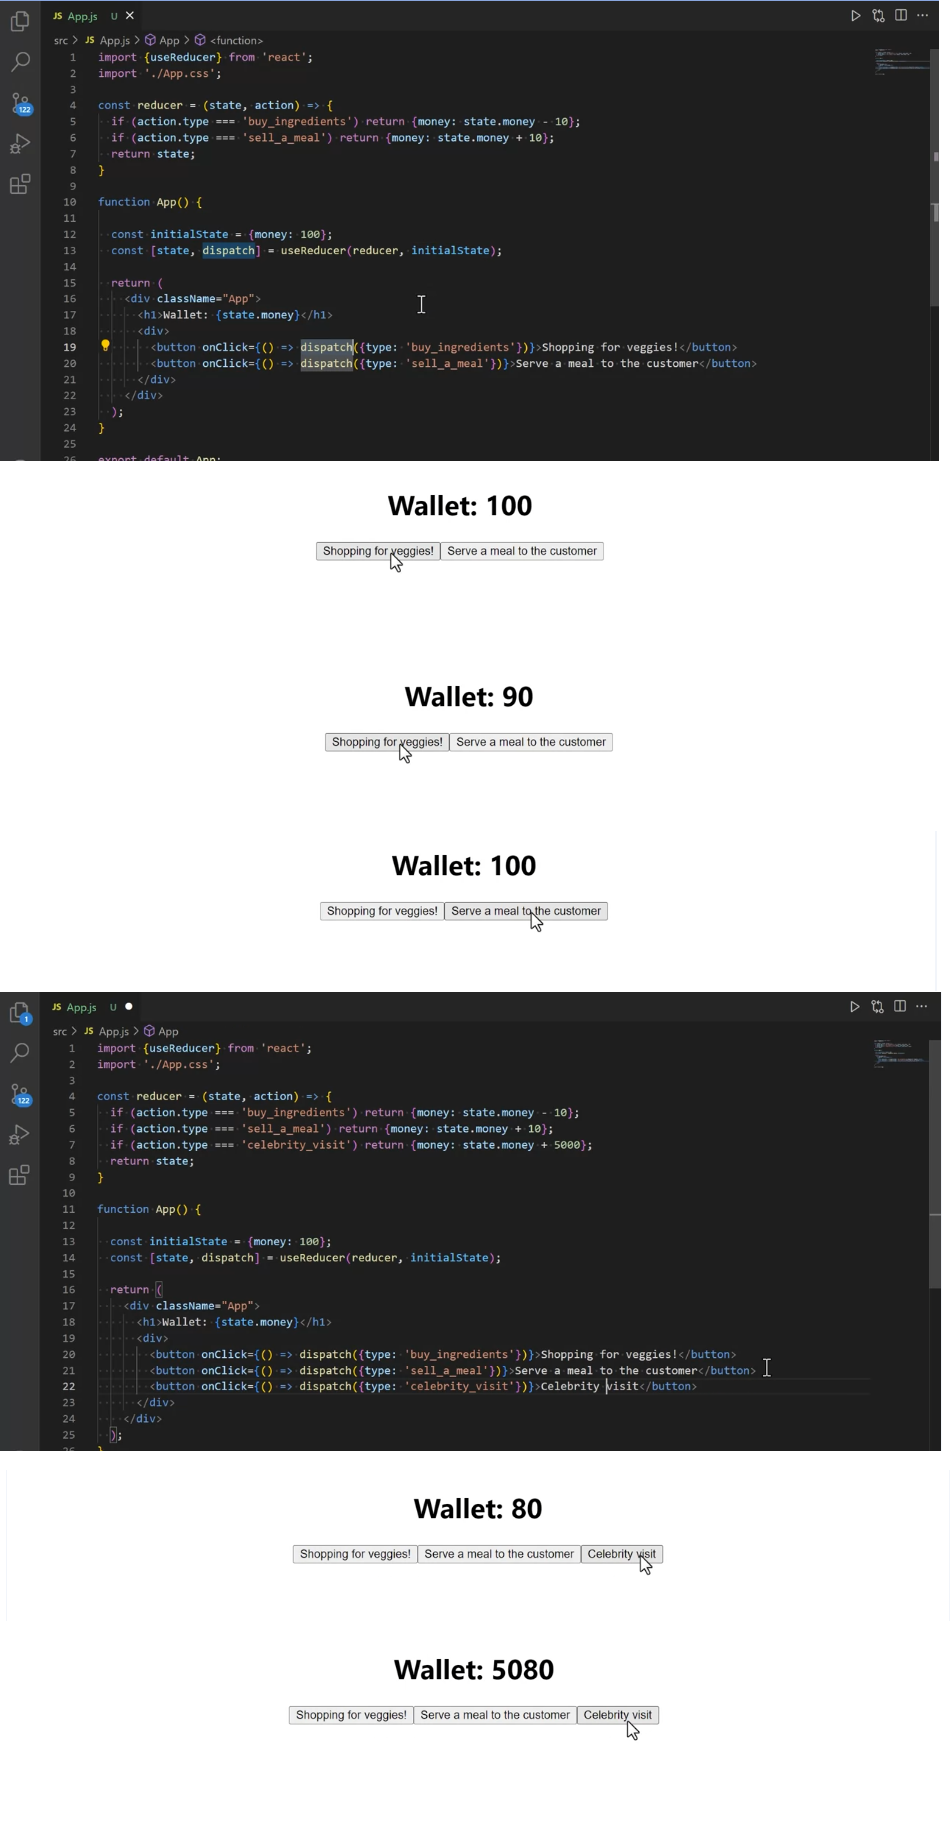 JS App.js U ×
src > JS App.js > App > <function>
1 import {useReducer} from 'react';
2 import './App.css';
3
4 const reducer = (state, action) => {
5 if (action.type === 'buy_ingredients') return {money: state.money - 10};
6 if (action.type === 'sell_a_meal') return {money: state.money + 10};
7 return state;
8 }
9
10 function App() {
11
12 const initialState = {money: 100};
13 const [state, dispatch] = useReducer(reducer, initialState);
14
15 return (
16 <div className="App">
17 <h1>Wallet: {state.money}</h1>
18 <div>
19 <button onClick={() => dispatch({type: 'buy_ingredients'})}>Shopping for veggies!</button>
20 <button onClick={() => dispatch({type: 'sell_a_meal'})}>Serve a meal to the customer</button>
21 </div>
22 </div>
23 );
24 }
25
26 export default App;
122
Wallet: 100
Shopping for veggies! Serve a meal to the customer
Wallet: 90
Shopping for veggies! Serve a meal to the customer
Wallet: 100
Shopping for veggies! Serve a meal to the customer
JS App.js U ●
src > JS App.js > App
1 import {useReducer} from 'react';
2 import './App.css';
3
4 const reducer = (state, action) => {
5 if (action.type === 'buy_ingredients') return {money: state.money - 10};
6 if (action.type === 'sell_a_meal') return {money: state.money + 10};
7 if (action.type === 'celebrity_visit') return {money: state.money + 5000};
8 return state;
9 }
10
11 function App() {
12
13 const initialState = {money: 100};
14 const [state, dispatch] = useReducer(reducer, initialState);
15
16 return (
17 <div className="App">
18 <h1>Wallet: {state.money}</h1>
19 <div>
20 <button onClick={() => dispatch({type: 'buy_ingredients'})}>Shopping for veggies!</button>
21 <button onClick={() => dispatch({type: 'sell_a_meal'})}>Serve a meal to the customer</button>
22 <button onClick={() => dispatch({type: 'celebrity_visit'})}>Celebrity visit</button>
23 </div>
24 </div>
25 );
26 }
1
122
Wallet: 80
Shopping for veggies! Serve a meal to the customer Celebrity visit
Wallet: 5080
Shopping for veggies! Serve a meal to the customer Celebrity visit